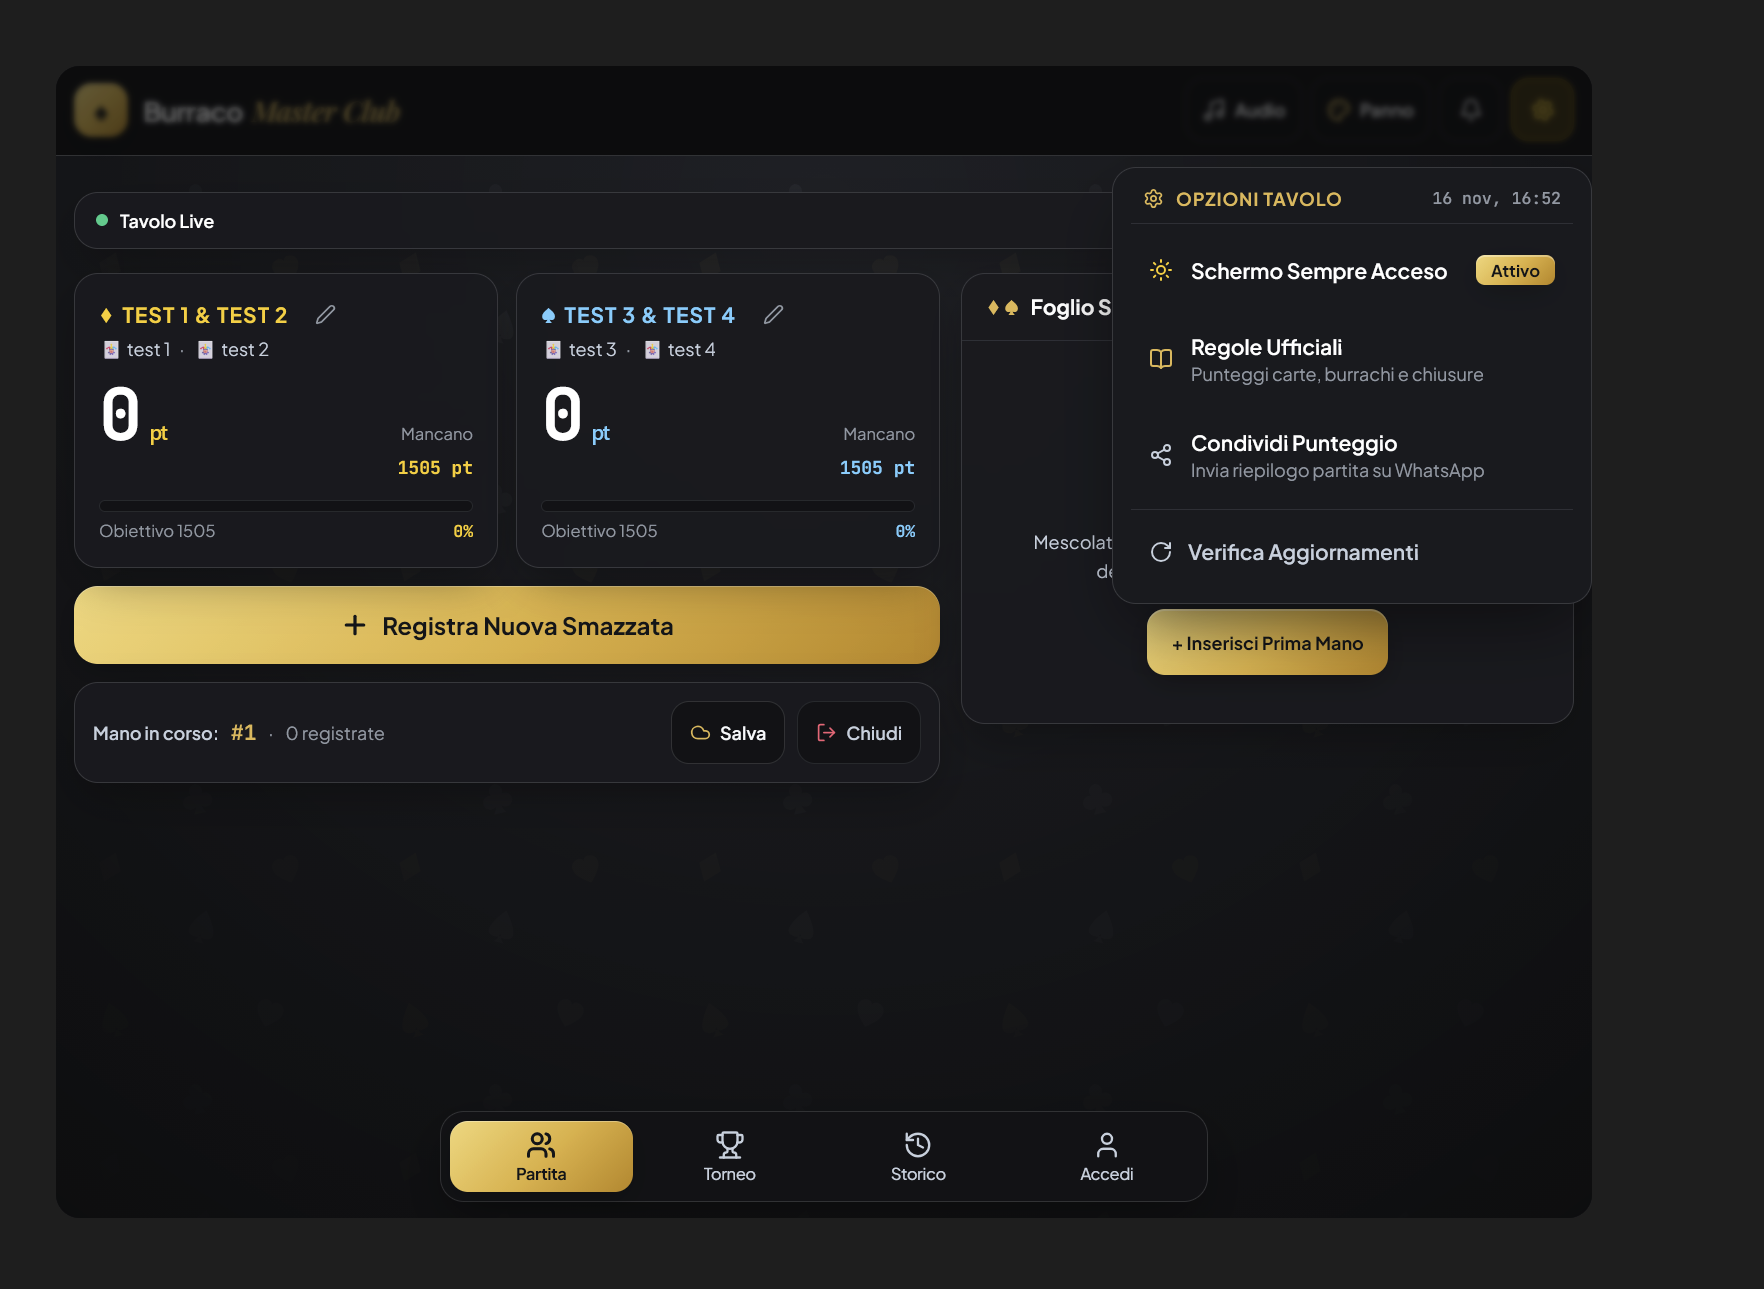 Burraco Master Club
Audio
Panno
Tavolo Live
TEST 1 & TEST 2
test 1 · test 2
0 pt
Mancano
1505 pt
Obiettivo 1505
0%
TEST 3 & TEST 4
test 3 · test 4
0 pt
Mancano
1505 pt
Obiettivo 1505
0%
Registra Nuova Smazzata
Mano in corso: #1 · 0 registrate
Salva
Chiudi
Foglio S
Mescolat
de
+ Inserisci Prima Mano
OPZIONI TAVOLO
16 nov, 16:52
Schermo Sempre Acceso
Attivo
Regole Ufficiali
Punteggi carte, burrachi e chiusure
Condividi Punteggio
Invia riepilogo partita su WhatsApp
Verifica Aggiornamenti
Partita
Torneo
Storico
Accedi